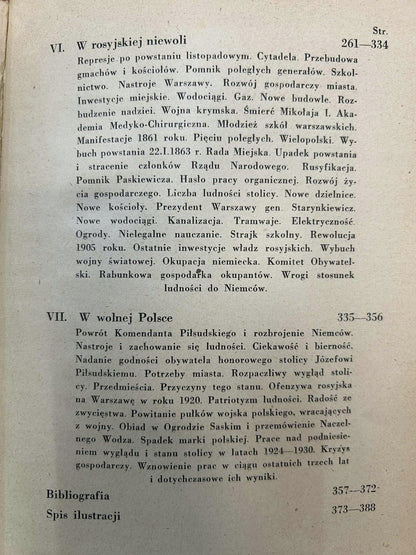 Str.
VI. W rosyjskiej niewoli 261—334
Represje po powstaniu listopadowym. Cytadela. Przebudowa
gmachów i kościołów. Pomnik poległych generałów. Szkol-
nictwo. Nastroje Warszawy. Rozwój gospodarczy miasta.
Inwestycje miejskie. Wodociągi. Gaz. Nowe budowle. Roz-
budzenie nadziei. Wojna krymska. Śmierć Mikołaja I. Aka-
demia Medyko-Chirurgiczna. Młodzież szkół warszawskich.
Manifestacje 1861 roku. Pięciu poległych. Wielopolski. Wy-
buch powstania 22.I.1863 r. Rada Miejska. Upadek powstania
i stracenie członków Rządu Narodowego. Rusyfikacja.
Pomnik Paskiewicza. Hasło pracy organicznej. Rozwój ży-
cia gospodarczego. Liczba ludności stolicy. Nowe dzielnice.
Nowe kościoły. Prezydent Warszawy gen. Starynkiewicz.
Nowe wodociągi. Kanalizacja. Tramwaje. Elektryczność.
Ogrody. Nielegalne nauczanie. Strajk szkolny. Rewolucja
1905 roku. Ostatnie inwestycje władz rosyjskich. Wybuch
wojny światowej. Okupacja niemiecka. Komitet Obywatel-
ski. Rabunkowa gospodarka okupantów. Wrogi stosunek
ludności do Niemców.
VII. W wolnej Polsce 335—356
Powrót Komendanta Piłsudskiego i rozbrojenie Niemców.
Nastroje i zachowanie się ludności. Ciekawość i bierność.
Nadanie godności obywatela honorowego stolicy Józefowi
Piłsudskiemu. Potrzeby miasta. Rozpaczliwy wygląd stoli-
cy. Przedmieścia. Przyczyny tego stanu. Ofenzywa rosyjska
na Warszawę w roku 1920. Patriotyzm ludności. Radość ze
zwycięstwa. Powitanie pułków wojska polskiego, wracających
z wojny. Obiad w Ogrodzie Saskim i przemówienie Naczel-
nego Wodza. Spadek marki polskiej. Prace nad podniesie-
niem wyglądu i stanu stolicy w latach 1924—1930. Kryzys
gospodarczy. Wznowienie prac w ciągu ostatnich trzech lat
i dotychczasowe ich wyniki.
Bibliografia 357—372
Spis ilustracji 373—388